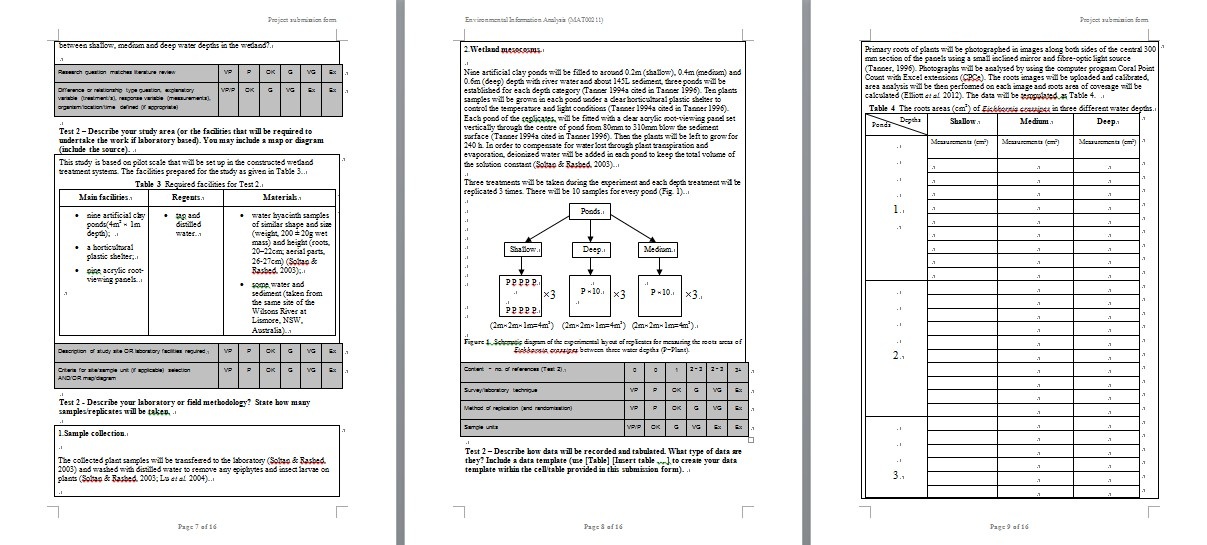 Project submission form
between shallow, medium and deep water depths in the wetland?
Research question matches literature review VP P OK G VG Ex
Difference or relationship type question, explanatory
variable (treatment/s), response variable (measurements),
organism/location/time defined (if appropriate)
VP/P OK G VG Ex Ex
Test 2 – Describe your study area (or the facilities that will be required to
undertake the work if laboratory based). You may include a map or diagram
(include the source).
This study is based on pilot scale that will be set up in the constructed wetland
treatment systems. The facilities prepared for the study as given in Table 3.
Table 3 Required facilities for Test 2.
Main facilities Regents Materials
• nine artificial clay
ponds(4m² × 1m
depth);
• a horticultural
plastic shelter;
• nine acrylic root-
viewing panels.
• tap and
distilled
water.
• water hyacinth samples
of similar shape and size
(weight, 200 ± 20g wet
mass) and height (roots,
20–22cm; aerial parts,
26-27cm) (Soltan &
Rashed, 2003);
• some water and
sediment (taken from
the same site of the
Wilsons River at
Lismore, NSW,
Australia).
Description of study site OR laboratory facilities required VP P OK G VG Ex
Criteria for site/sample unit (if applicable) selection
AND/OR map/diagram
VP P OK G VG Ex
Test 2 - Describe your laboratory or field methodology? State how many
samples/replicates will be taken.
1.Sample collection.
The collected plant samples will be transferred to the laboratory (Soltan & Rashed,
2003) and washed with distilled water to remove any epiphytes and insect larvae on
plants (Soltan & Rashed, 2003; Lu et al. 2004).
Page 7 of 16
Environmental Information Analysis (MAT00211)
2.Wetland mesocosms.
Nine artificial clay ponds will be filled to around 0.2m (shallow), 0.4m (medium) and
0.6m (deep) depth with river water and about 145L sediment, three ponds will be
established for each depth category (Tanner 1994a cited in Tanner 1996). Ten plants
samples will be grown in each pond under a clear horticultural plastic shelter to
control the temperature and light conditions (Tanner 1994a cited in Tanner 1996).
Each pond of the replicates, will be fitted with a clear acrylic root-viewing panel set
vertically through the centre of pond from 80mm to 310mm blow the sediment
surface (Tanner 1994a cited in Tanner 1996). Then the plants will be left to grow for
240 h. In order to compensate for water lost through plant transpiration and
evaporation, deionized water will be added in each pond to keep the total volume of
the solution constant (Soltan & Rashed, 2003).
Three treatments will be taken during the experiment and each depth treatment will be
replicated 3 times. There will be 10 samples for every pond (Fig. 1).
Ponds
Shallow Deep Medium
P P P P P
P P P P P
×3
P ×10
×3
P ×10
×3
(2m×2m×1m=4m³) (2m×2m×1m=4m³) (2m×2m×1m=4m³)
Figure 1. Schematic diagram of the experimental layout of replicates for measuring the roots areas of
Eichhornia crassipes between three water depths (P=Plant).
Content – no. of references (Test 2) 0 0 1 2-3 2-3 3+
Survey/laboratory technique VP P OK G VG Ex
Method of replication (and randomisation) VP P OK G VG Ex
Sample units VP/P OK G VG Ex Ex
Test 2 – Describe how data will be recorded and tabulated. What type of data are
they? Include a data template (use [Table] [Insert table ....] to create your data
template within the cell/table provided in this submission form).
Page 8 of 16
Project submission form
Primary roots of plants will be photographed in images along both sides of the central 300
mm section of the panels using a small inclined mirror and fibre-optic light source
(Tanner, 1996). Photographs will be analysed by using the computer program Coral Point
Count with Excel extensions (CPCe). The roots images will be uploaded and calibrated,
area analysis will be then performed on each image and roots area of coverage will be
calculated (Elliott et al. 2012). The data will be templated as Table 4.
Table 4 The roots areas (cm²) of Eichhornia crassipes in three different water depths.
Depths
Ponds
Shallow Medium Deep
Measurements (cm²) Measurements (cm²) Measurements (cm²)
1.
2.
3.
Page 9 of 16